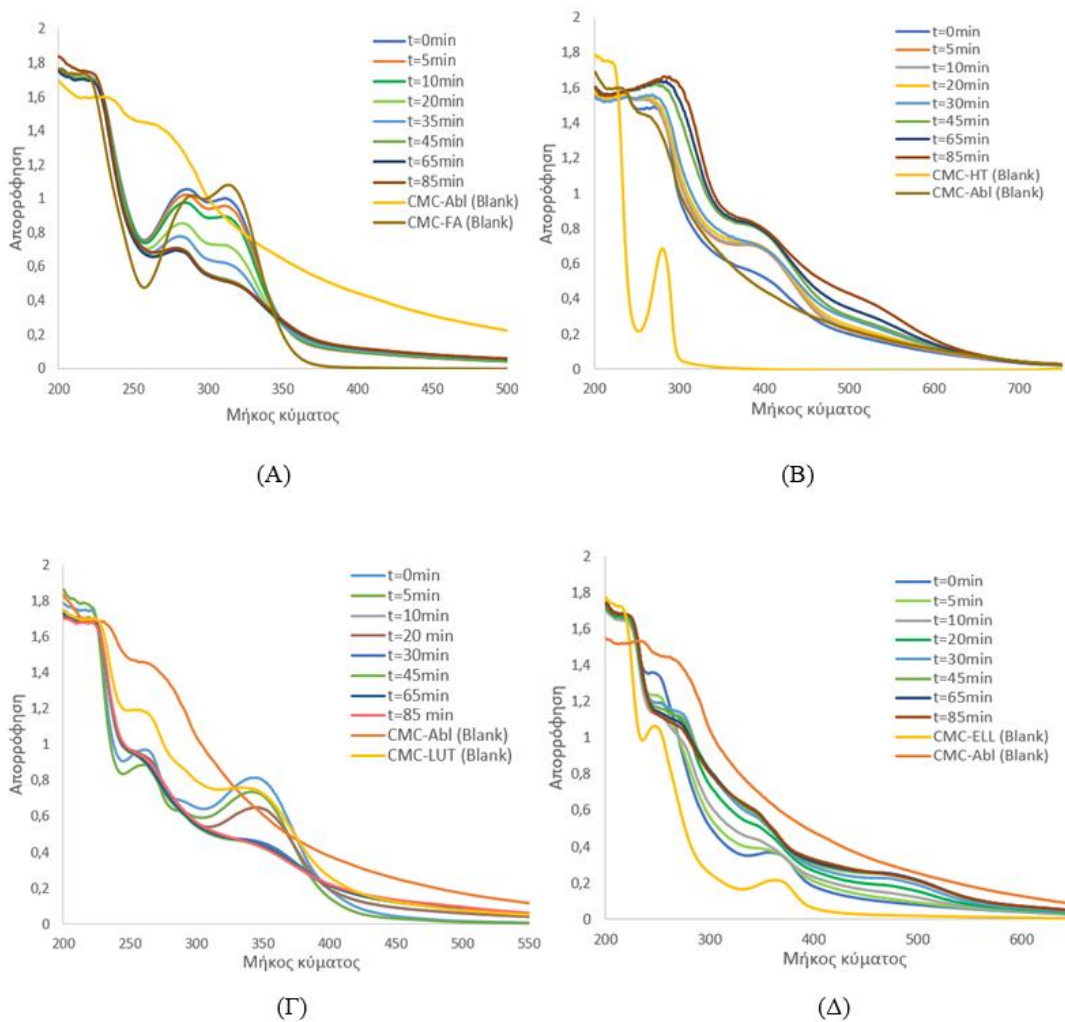 2
1,8
1,6
1,4
1,2
1
0,8
0,6
0,4
0,2
0
200 250 300 350 400 450 500
Απορρόφηση
Μήκος κύματος
t=0min
t=5min
t=10min
t=20min
t=35min
t=45min
t=65min
t=85min
CMC-Abl (Blank)
CMC-FA (Blank)
(Α)
2
1,8
1,6
1,4
1,2
1
0,8
0,6
0,4
0,2
0
200 300 400 500 600 700
Απορρόφηση
Μήκος κύματος
t=0min
t=5min
t=10min
t=20min
t=30min
t=45min
t=65min
t=85min
CMC-HT (Blank)
CMC-Abl (Blank)
(Β)
2
1,8
1,6
1,4
1,2
1
0,8
0,6
0,4
0,2
0
200 250 300 350 400 450 500 550
Απορρόφηση
Μήκος κύματος
t=0min
t=5min
t=10min
t=20 min
t=30min
t=45min
t=65min
t=85 min
CMC-Abl (Blank)
CMC-LUT (Blank)
(Γ)
2
1,8
1,6
1,4
1,2
1
0,8
0,6
0,4
0,2
0
200 300 400 500 600
Απορρόφηση
Μήκος κύματος
t=0min
t=5min
t=10min
t=20min
t=30min
t=45min
t=65min
t=85min
CMC-ELL (Blank)
CMC-Abl (Blank)
(Δ)